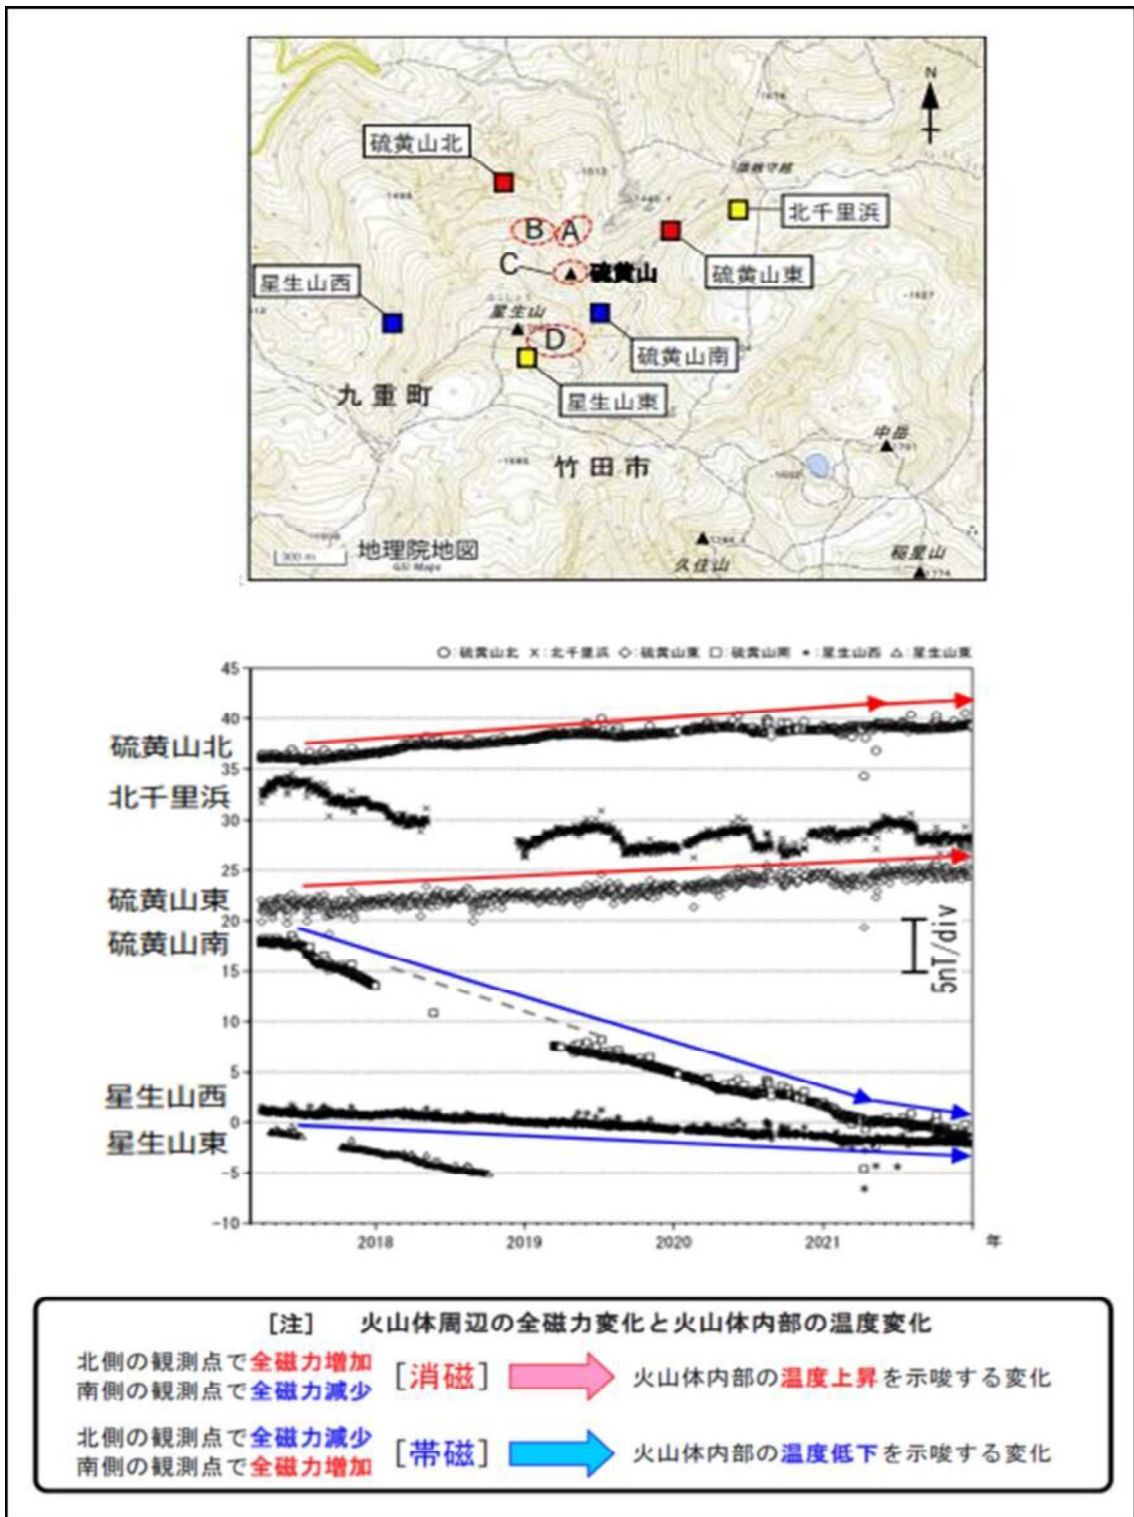 N
硫黄山北
北千里浜
B
A
C
硫黄山
硫黄山東
星生山西
星生山
D
硫黄山南
星生山東
九重町
中岳
竹田市
地理院地図
GSI Maps
久住山
稲星山
○:硫黄山北 ×:北千里浜 ◇:硫黄山東 □:硫黄山南 *:星生山西 △:星生山東
45
40
硫黄山北
35
北千里浜
30
25
硫黄山東
20
硫黄山南
5nT/div
15
10
5
星生山西
0
星生山東
-5
-10
2018 2019 2020 2021 年
[注] 火山体周辺の全磁力変化と火山体内部の温度変化
北側の観測点で全磁力増加
南側の観測点で全磁力減少
[消磁]
火山体内部の温度上昇を示唆する変化
北側の観測点で全磁力減少
南側の観測点で全磁力増加
[帯磁]
火山体内部の温度低下を示唆する変化